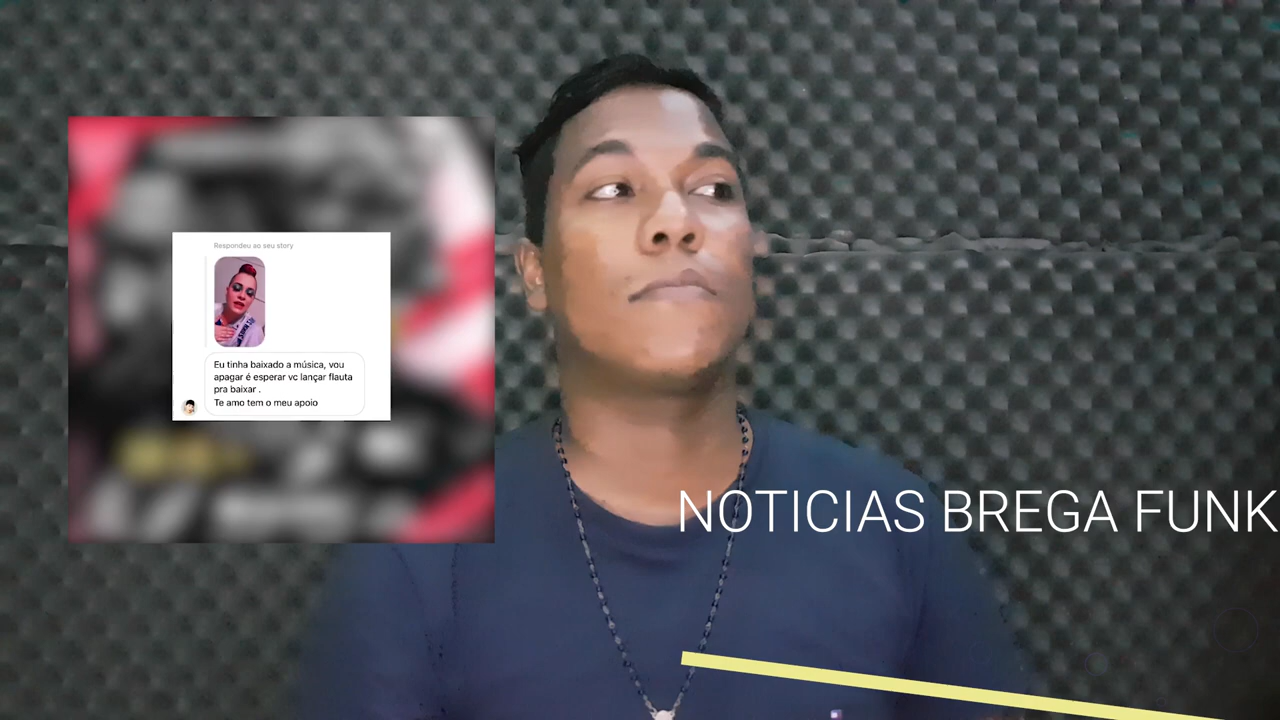 Respondeu ao seu story
Eu tinha baixado a música, vou
apagar é esperar vc lançar flauta
pra baixar .
Te amo tem o meu apoio
NOTICIAS BREGA FUNK